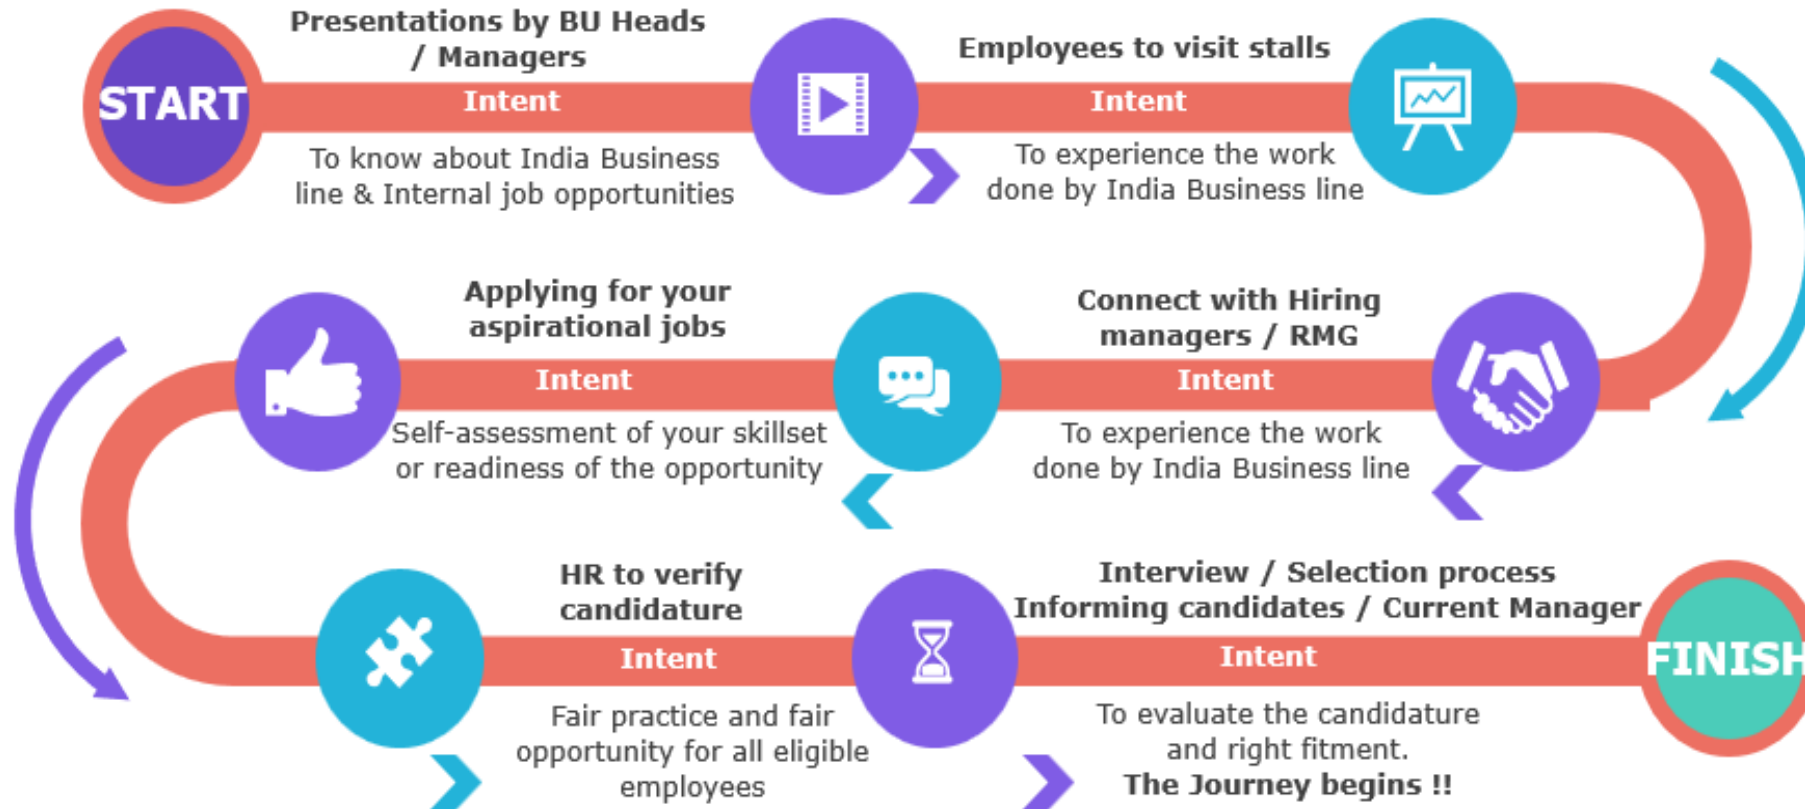 START
Presentations by BU Heads
/ Managers
Intent
To know about India Business
line & Internal job opportunities
Employees to visit stalls
Intent
To experience the work
done by India Business line
Connect with Hiring
managers / RMG
Intent
To experience the work
done by India Business line
Applying for your
aspirational jobs
Intent
Self-assessment of your skillset
or readiness of the opportunity
HR to verify
candidature
Intent
Fair practice and fair
opportunity for all eligible
employees
Interview / Selection process
Informing candidates / Current Manager
Intent
To evaluate the candidature
and right fitment.
The Journey begins !!
FINISH